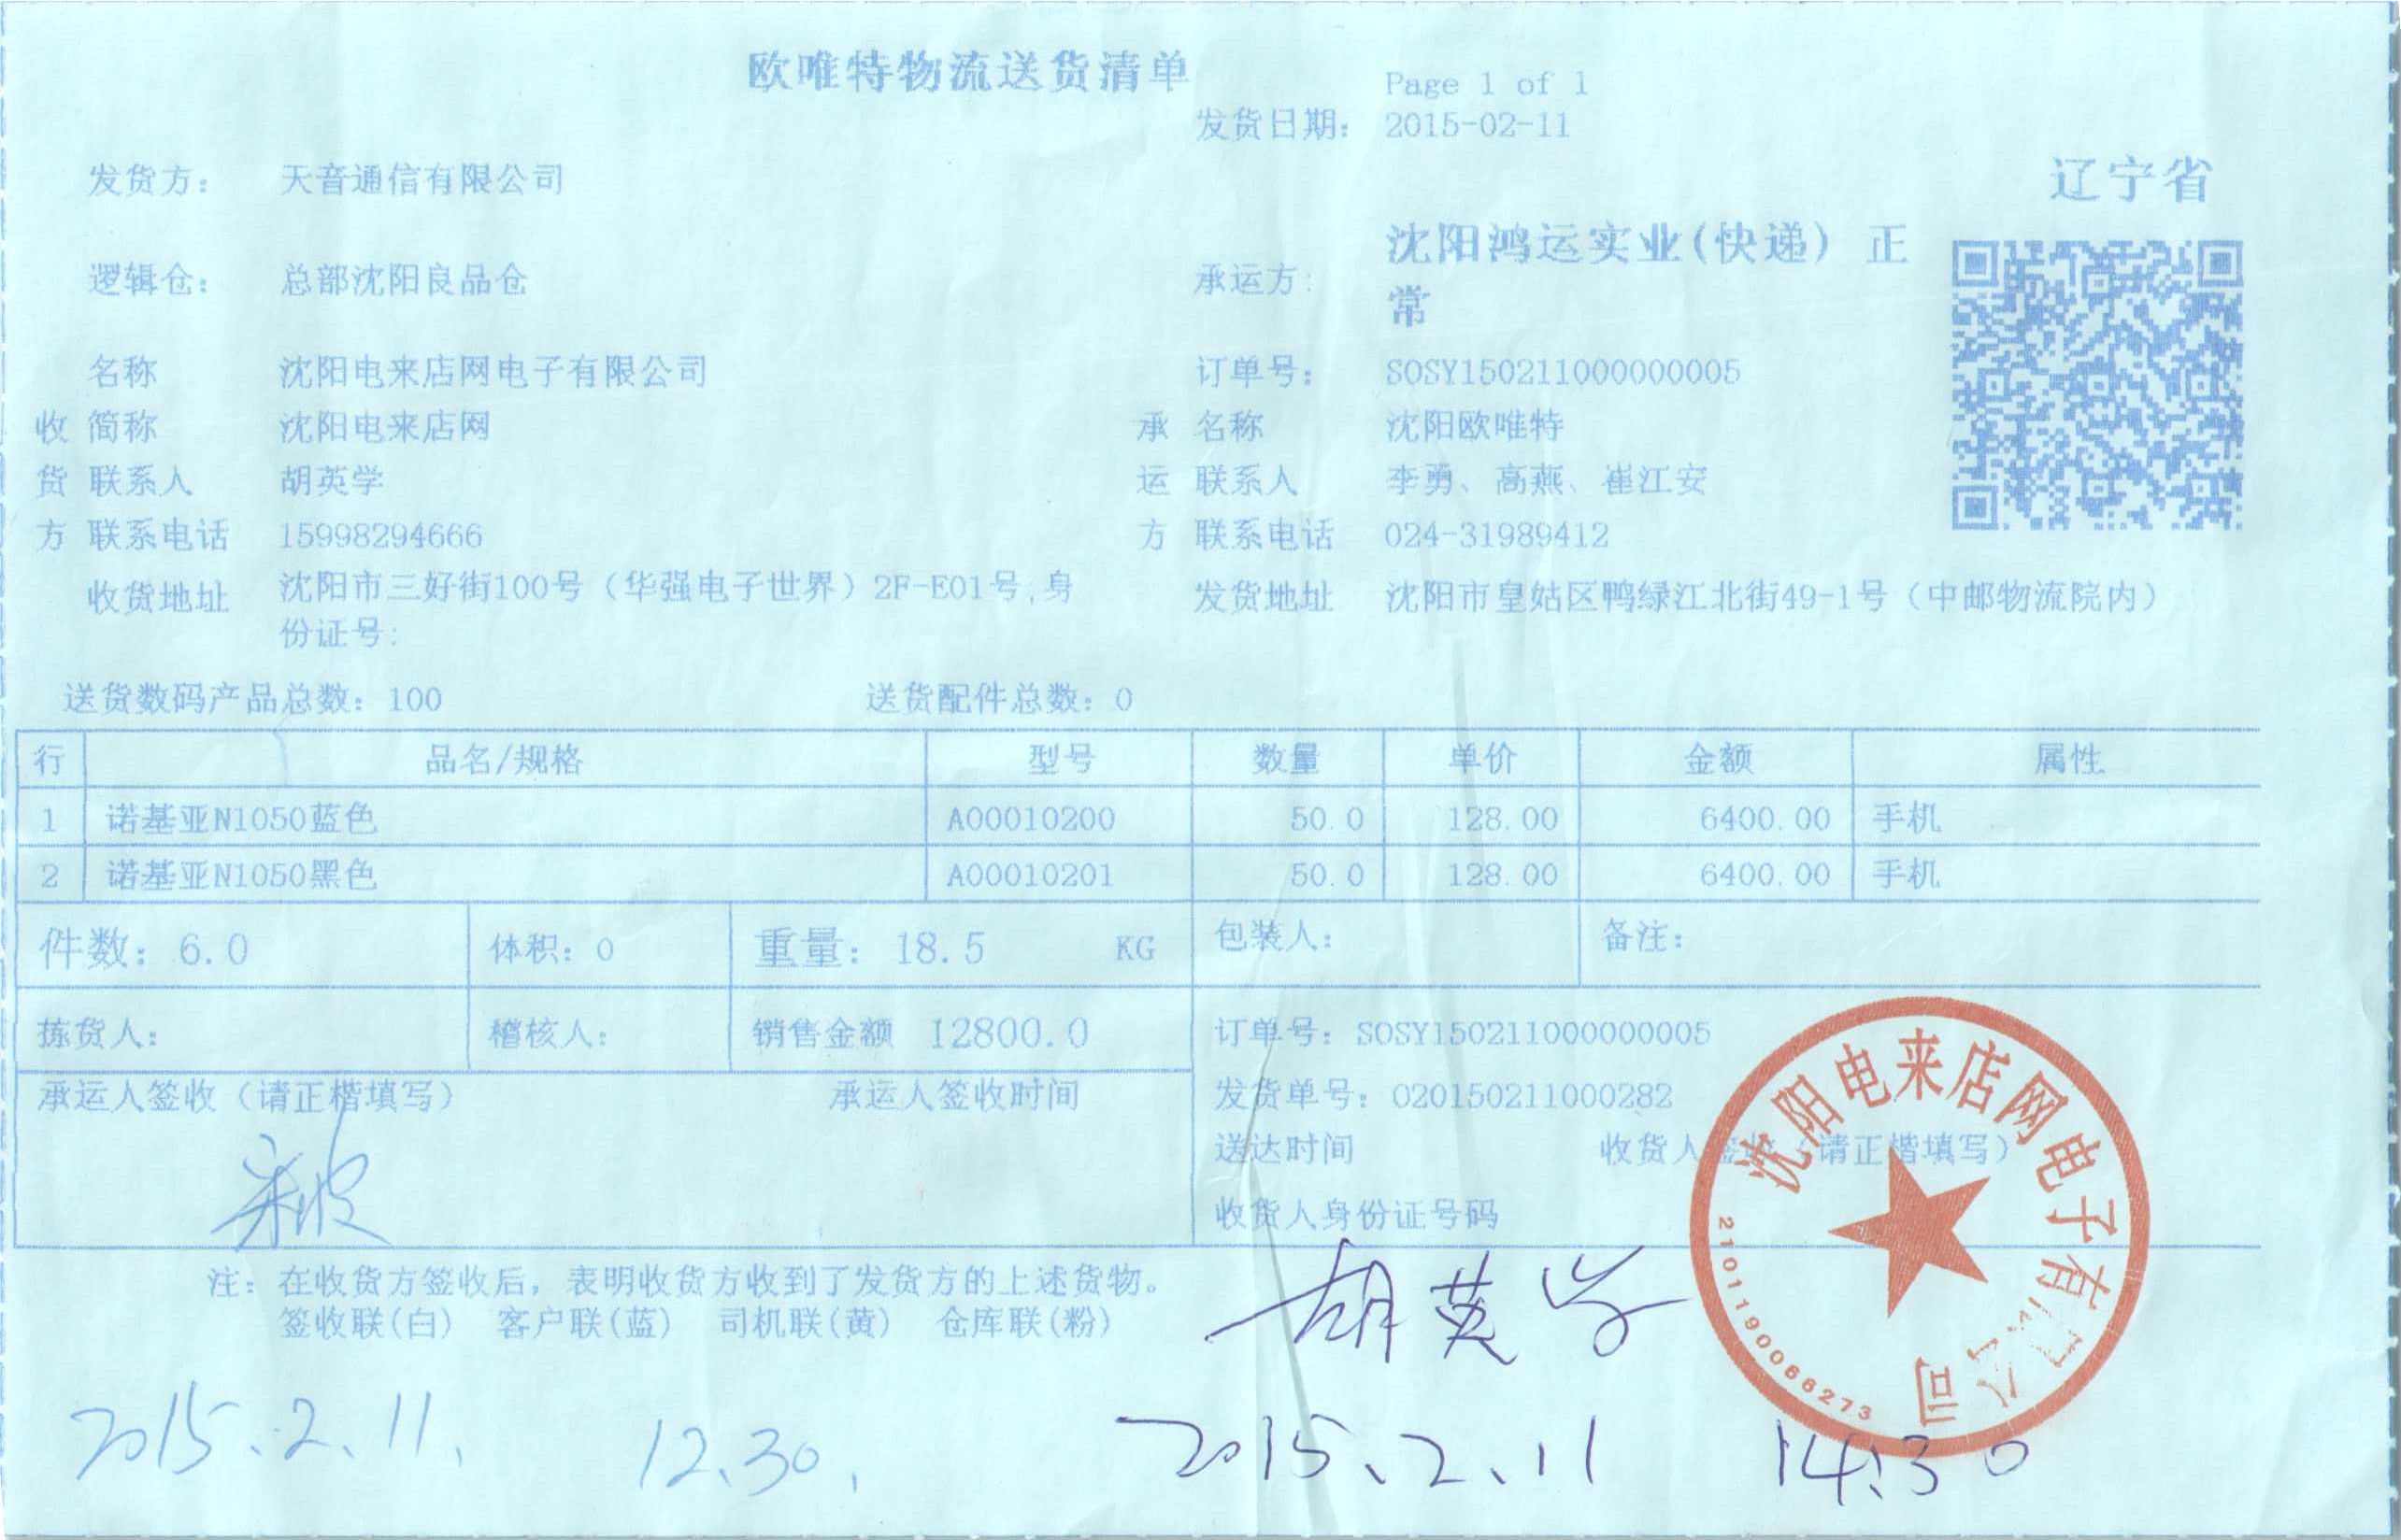 欧唯特物流送货清单
Page 1 of 1
发货日期: 2015-02-11
发货方: 天音通信有限公司
辽宁省
逻辑仓: 总部沈阳良品仓
承运方: 沈阳鸿运实业(快递) 正
常
名称 沈阳电来店网电子有限公司
订单号: SOSY150211000000005
收 简称 沈阳电来店网
承 名称 沈阳欧唯特
货 联系人 胡英学
运 联系人 李勇、高燕、崔江安
方 联系电话 15998294666
方 联系电话 024-31989412
收货地址 沈阳市三好街100号（华强电子世界）2F-E01号,身
份证号:
发货地址 沈阳市皇姑区鸭绿江北街49-1号（中邮物流院内）
送货数码产品总数: 100 送货配件总数: 0
行 品名/规格 型号 数量 单价 金额 属性
1 诺基亚N1050蓝色 A00010200 50.0 128.00 6400.00 手机
2 诺基亚N1050黑色 A00010201 50.0 128.00 6400.00 手机
件数: 6.0 体积: 0 重量: 18.5 KG 包装人: 备注:
拣货人: 稽核人: 销售金额 12800.0 订单号: SOSY150211000000005
承运人签收（请正楷填写） 承运人签收时间
发货单号: 020150211000282
送达时间 收货人签收（请正楷填写）
收货人身份证号码
注: 在收货方签收后, 表明收货方收到了发货方的上述货物。
签收联(白) 客户联(蓝) 司机联(黄) 仓库联(粉)
胡英学
沈阳电来店网电子有限公司
2101190086273
2015.2.11. 12.30.
2015.2.11 14:30